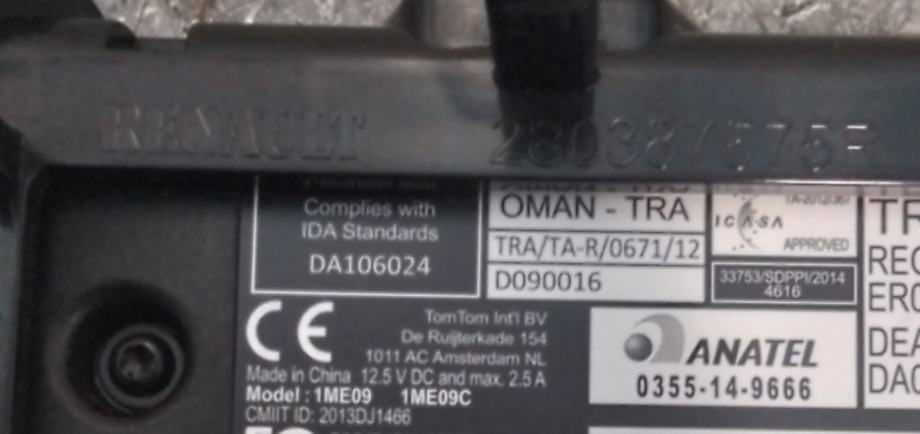 RENAULT
280387575R
Complies with
IDA Standards
DA106024
OMAN - TRA
TRA/TA-R/0671/12
D090016
ICASA
APPROVED
33753/SDPPI/2014
4616
CE
TomTom Int'l BV
De Ruijterkade 154
1011 AC Amsterdam NL
Made in China 12.5 V DC and max. 2.5 A
Model : 1ME09 1ME09C
CMIIT ID: 2013DJ1466
ANATEL
0355-14-9666